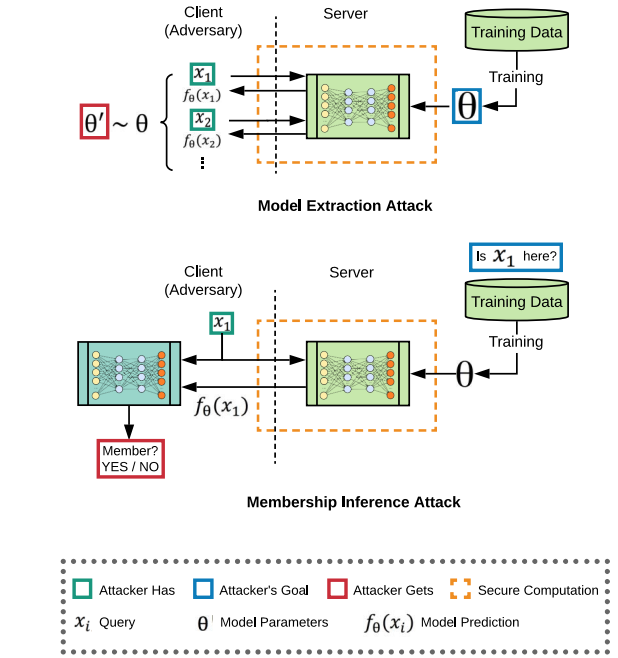 Client
(Adversary)
Server
Training Data
Training
x1
fθ(x1)
x2
fθ(x2)
...
θ' ~ θ
θ
Model Extraction Attack
Is x1 here?
Client
(Adversary)
Server
Training Data
Training
x1
θ
fθ(x1)
Member?
YES / NO
Membership Inference Attack
Attacker Has
Attacker's Goal
Attacker Gets
Secure Computation
xi Query
θ' Model Parameters
fθ(xi) Model Prediction